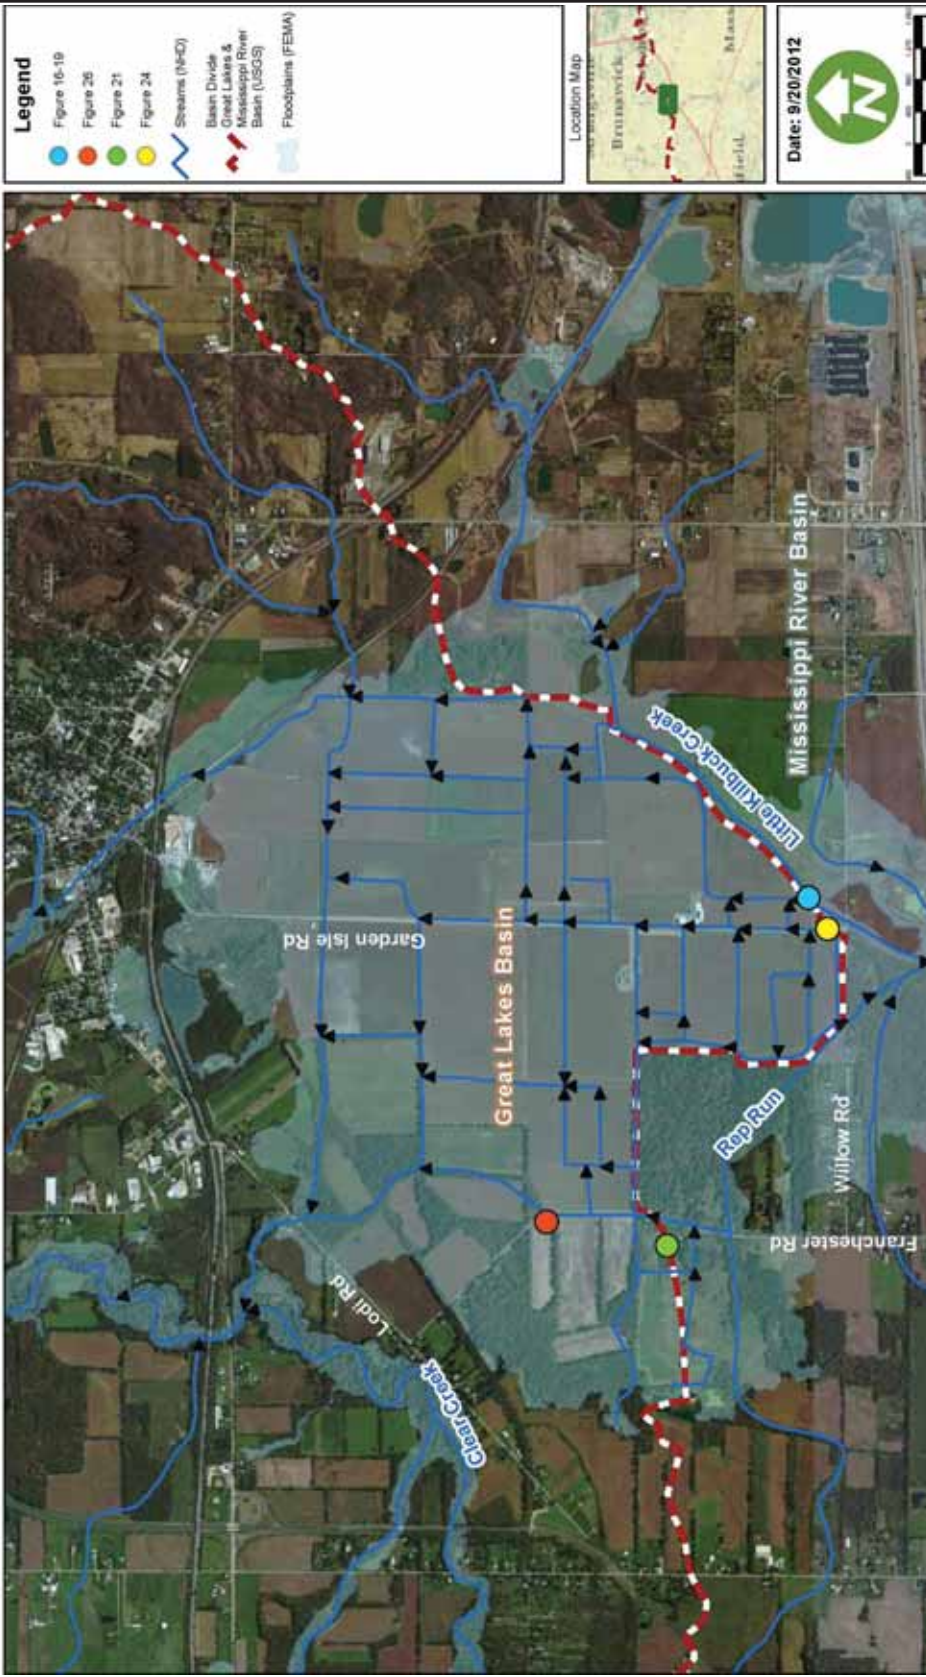 Legend
Figure 16-19
Figure 26
Figure 21
Figure 24
Streams (NHD)
Basin Divide
Great Lakes &
Mississippi River
Basin (USGS)
Floodplains (FEMA)
Location Map
Brunswick
Mass
field
Date: 9/20/2012
N
Garden Isle Rd
Great Lakes Basin
Little Killbuck Creek
Mississippi River Basin
Lodi Rd
Clear Creek
Rep Run
Willow Rd
Franchester Rd